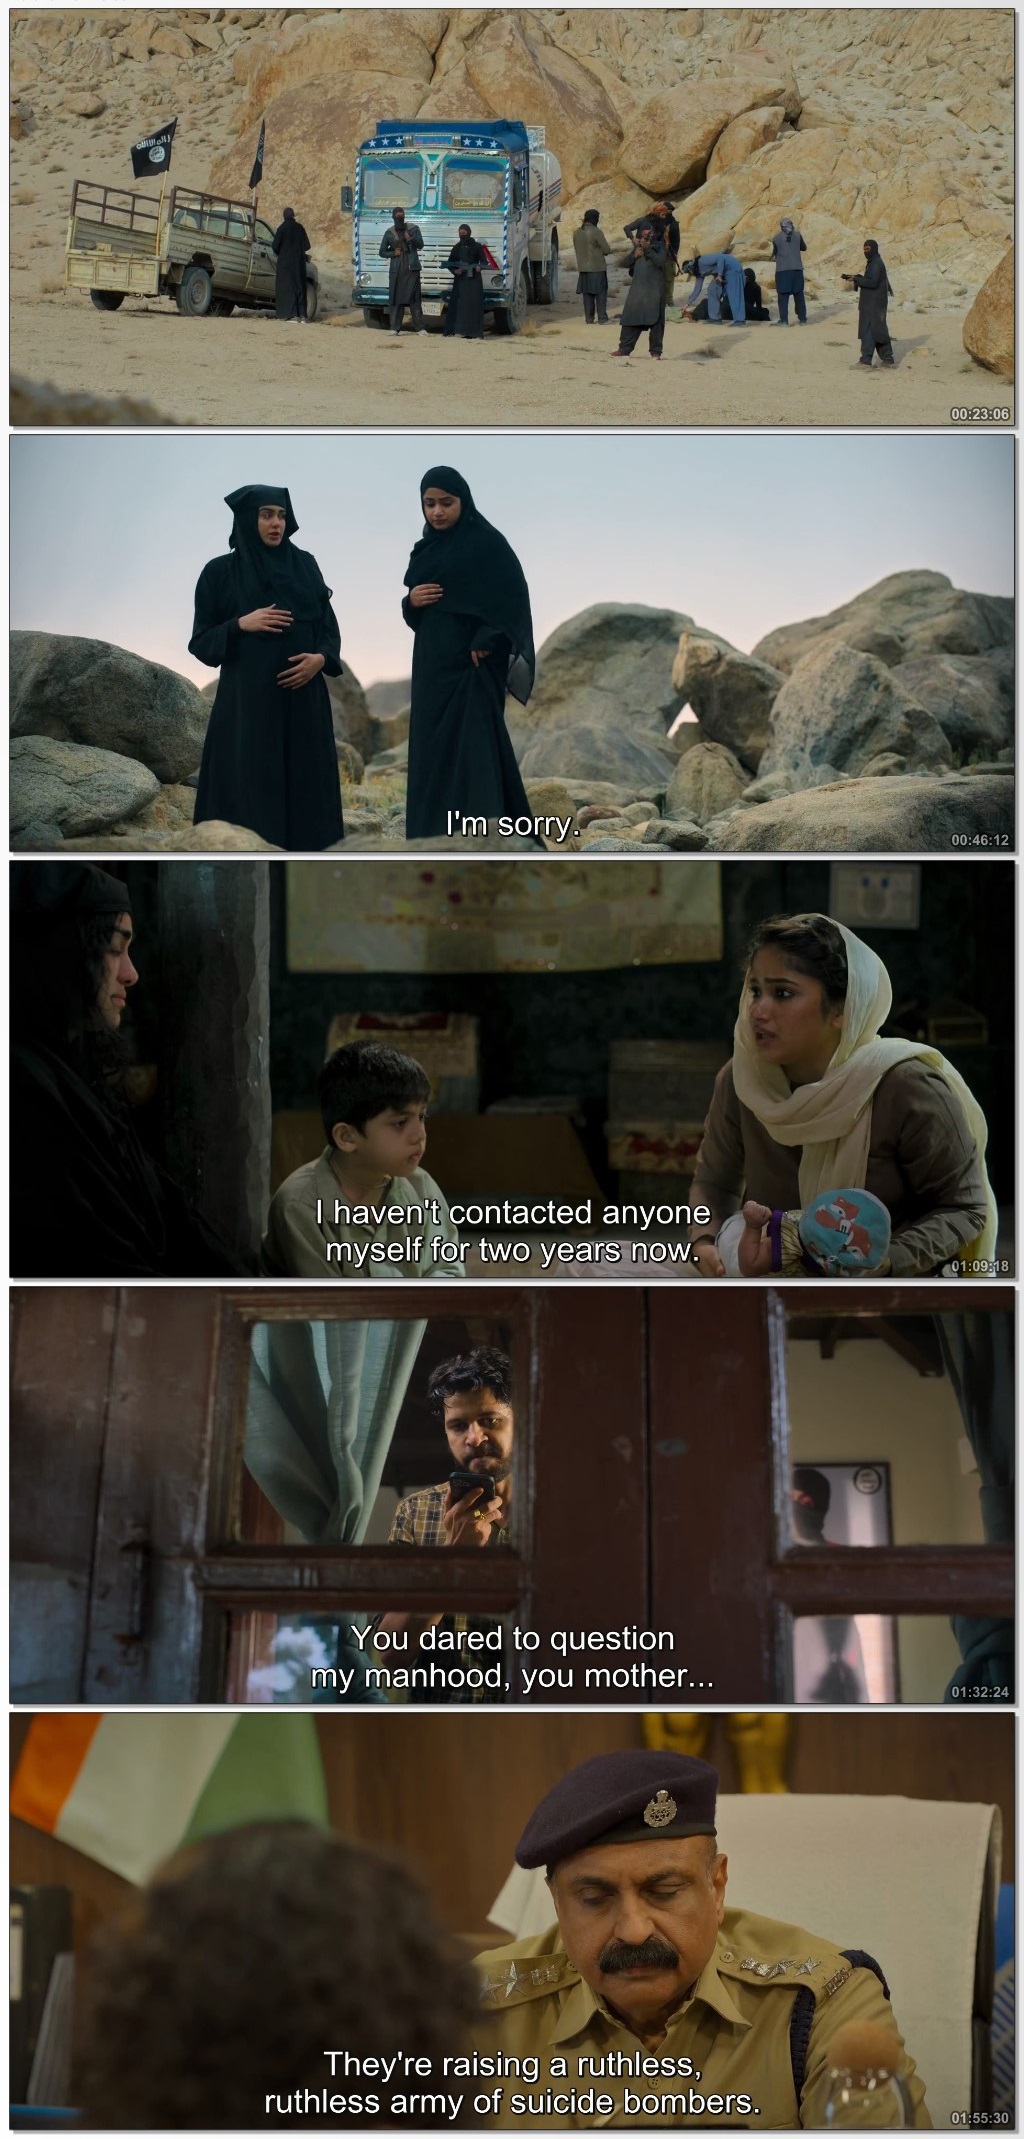 00:23:06
I'm sorry.
00:46:12
I haven't contacted anyone
myself for two years now.
01:09:18
You dared to question
my manhood, you mother...
01:32:24
They're raising a ruthless,
ruthless army of suicide bombers.
01:55:30